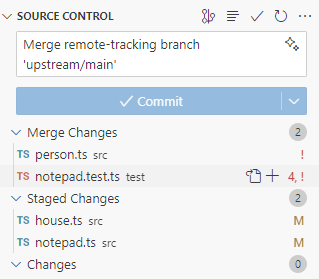 SOURCE CONTROL
Merge remote-tracking branch
'upstream/main'
Commit
Merge Changes 2
TS person.ts src !
TS notepad.test.ts test 4, !
Staged Changes 2
TS house.ts src M
TS notepad.ts src M
Changes 0